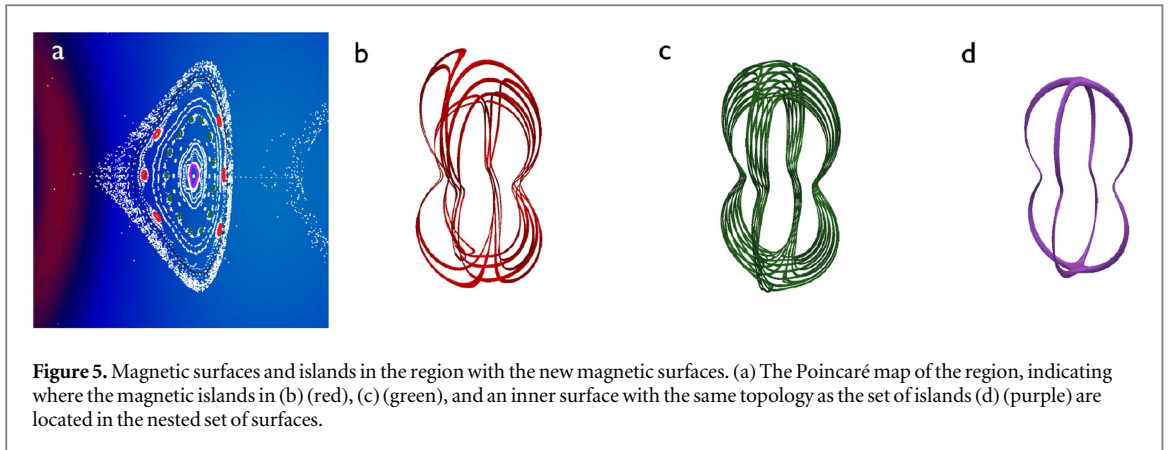 a
b
c
d
Figure 5. Magnetic surfaces and islands in the region with the new magnetic surfaces. (a) The Poincaré map of the region, indicating
where the magnetic islands in (b) (red), (c) (green), and an inner surface with the same topology as the set of islands (d) (purple) are
located in the nested set of surfaces.